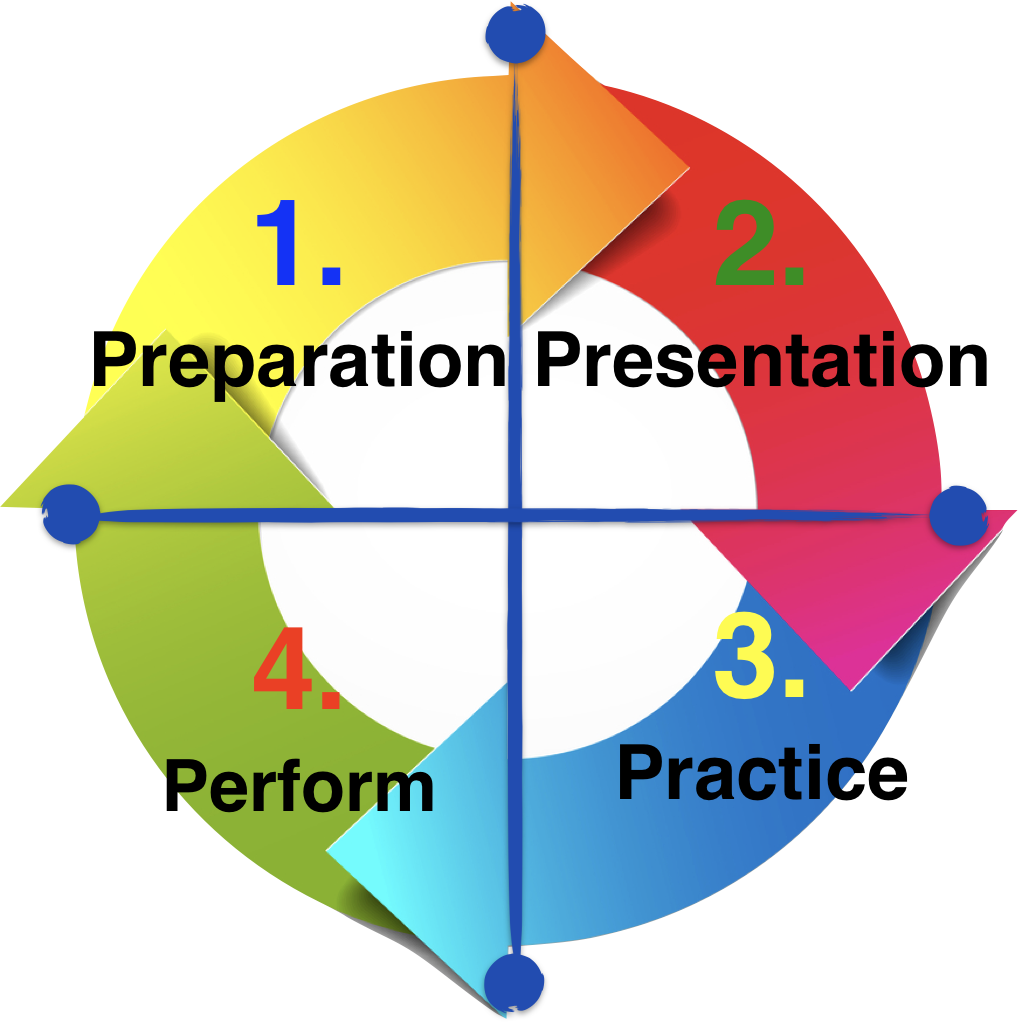 1.
Preparation
2.
Presentation
3.
Practice
4.
Perform